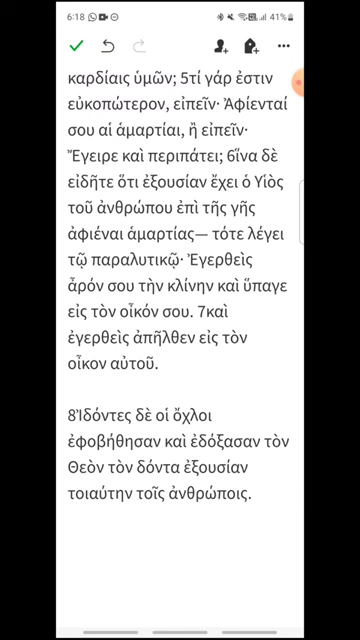 6:18
41%
καρδίαις ὑμῶν; 5τί γάρ ἐστιν
εὐκοπώτερον, εἰπεῖν· Ἀφίενταί
σου αἱ ἁμαρτίαι, ἢ εἰπεῖν·
Ἔγειρε καὶ περιπάτει; 6ἵνα δὲ
εἰδῆτε ὅτι ἐξουσίαν ἔχει ὁ Υἱὸς
τοῦ ἀνθρώπου ἐπὶ τῆς γῆς
ἀφιέναι ἁμαρτίας— τότε λέγει
τῷ παραλυτικῷ· Ἐγερθεὶς
ἆρόν σου τὴν κλίνην καὶ ὕπαγε
εἰς τὸν οἶκόν σου. 7καὶ
ἐγερθεὶς ἀπῆλθεν εἰς τὸν
οἶκον αὐτοῦ.
8Ἰδόντες δὲ οἱ ὄχλοι
ἐφοβήθησαν καὶ ἐδόξασαν τὸν
Θεὸν τὸν δόντα ἐξουσίαν
τοιαύτην τοῖς ἀνθρώποις.